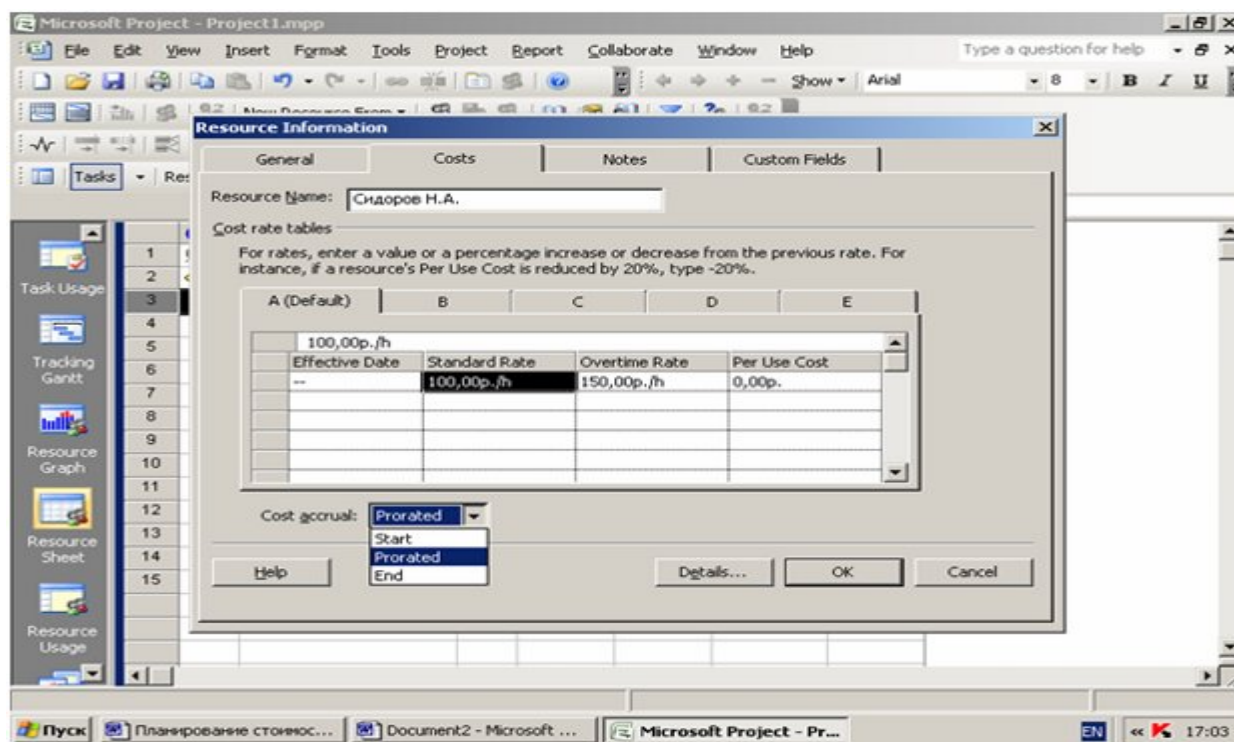 Microsoft Project - Project1.mpp
File Edit View Insert Format Tools Project Report Collaborate Window Help Type a question for help
Show Arial 8 B I U
New Resource From
Tasks Res
Resource Information
General Costs Notes Custom Fields
Resource Name: Сидоров Н.А.
Cost rate tables
For rates, enter a value or a percentage increase or decrease from the previous rate. For
instance, if a resource's Per Use Cost is reduced by 20%, type -20%.
A (Default) B C D E
100,00р./h
Effective Date Standard Rate Overtime Rate Per Use Cost
-- 100,00р./h 150,00р./h 0,00р.
Cost accrual: Prorated
Start
Prorated
End
Help Details... OK Cancel
Task Usage
Tracking
Gantt
Resource
Graph
Resource
Sheet
Resource
Usage
1
2
3
4
5
6
7
8
9
10
11
12
13
14
15
Пуск Планирование стоимос... Document2 - Microsoft ... Microsoft Project - Pr... EN « K 17:03